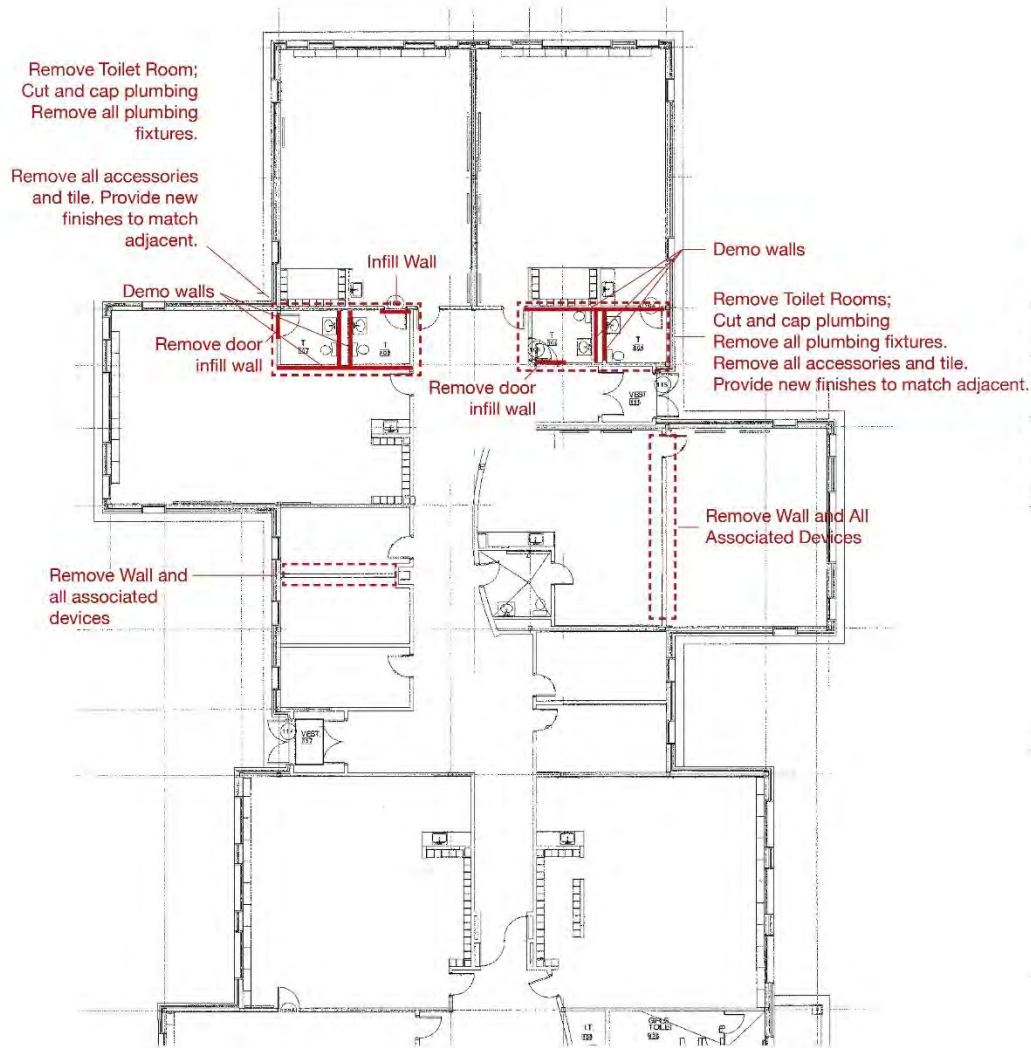 Remove Toilet Room;
Cut and cap plumbing
Remove all plumbing
fixtures.
Remove all accessories
and tile. Provide new
finishes to match
adjacent.
Infill Wall
Demo walls
Demo walls
Remove door
infill wall
Remove Toilet Rooms;
Cut and cap plumbing
Remove all plumbing fixtures.
Remove all accessories and tile.
Provide new finishes to match adjacent.
Remove door
infill wall
T
T
T
T
VEST
115
Remove Wall and All
Associated Devices
Remove Wall and
all associated
devices
VEST.
GIRLS